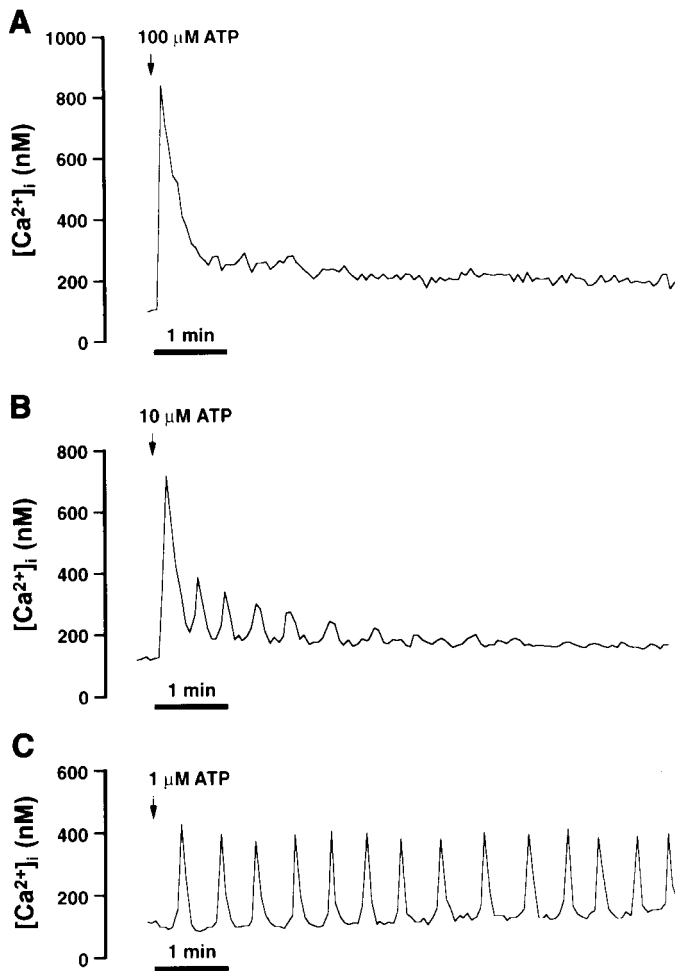 A
100 μM ATP
1000
800
600
400
200
0
[Ca²⁺]ᵢ (nM)
1 min
B
10 μM ATP
800
600
400
200
0
[Ca²⁺]ᵢ (nM)
1 min
C
1 μM ATP
600
400
200
0
[Ca²⁺]ᵢ (nM)
1 min